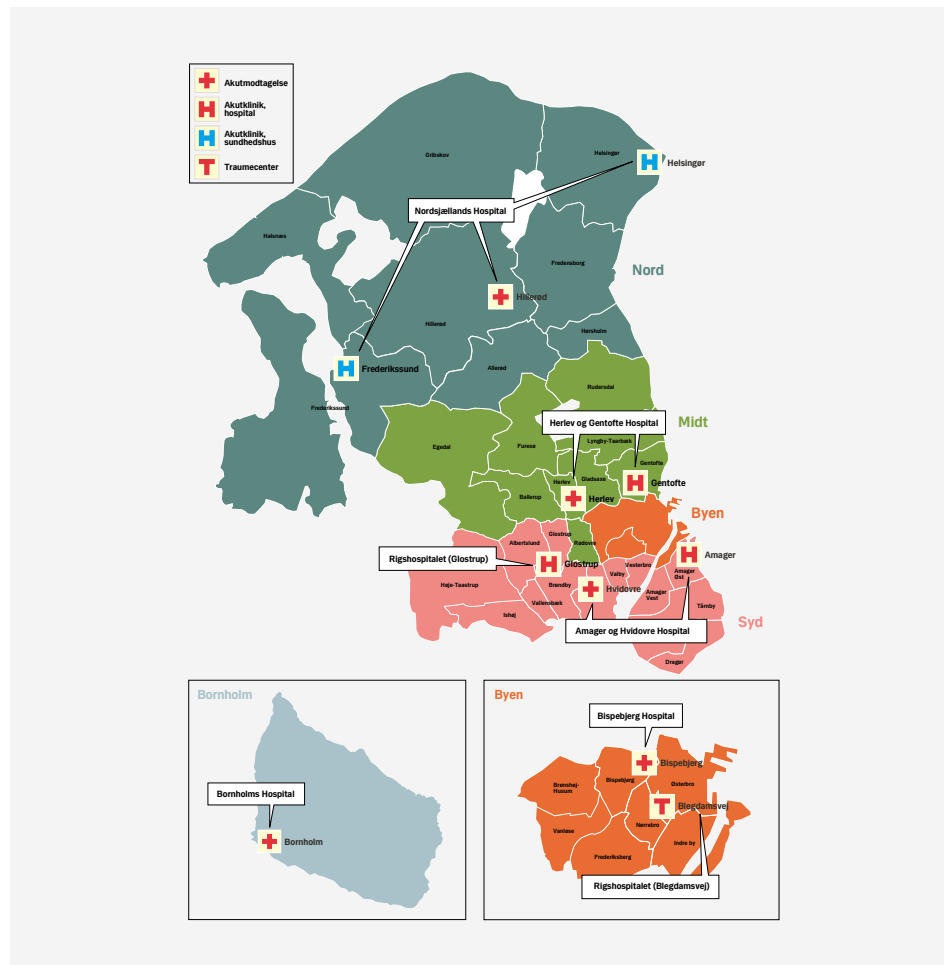 Akutmodtagelse
Akutklinik,
hospital
Akutklinik,
sundhedshus
Traumecenter
Gribskov
Helsingør
Helsingør
Nordsjællands Hospital
Halsnæs
Fredensborg
Nord
Hillerød
Hillerød
Hørsholm
Frederikssund
Allerød
Rudersdal
Frederikssund
Herlev og Gentofte Hospital
Midt
Egedal
Furesø
Lyngby-Taarbæk
Gentofte
Herlev
Gladsaxe
Gentofte
Ballerup
Herlev
Byen
Albertslund
Glostrup
Rødovre
Amager
Rigshospitalet (Glostrup)
Glostrup
Vesterbro
Valby
Amager
Øst
Høje-Taastrup
Brøndby
Hvidovre
Amager
Vest
Vallensbæk
Tårnby
Ishøj
Syd
Amager og Hvidovre Hospital
Dragør
Bornholm
Bornholms Hospital
Bornholm
Byen
Bispebjerg Hospital
Bispebjerg
Bispebjerg
Brønshøj-
Husum
Østerbro
Blegdamsvej
Nørrebro
Vanløse
Indre by
Frederiksberg
Rigshospitalet (Blegdamsvej)